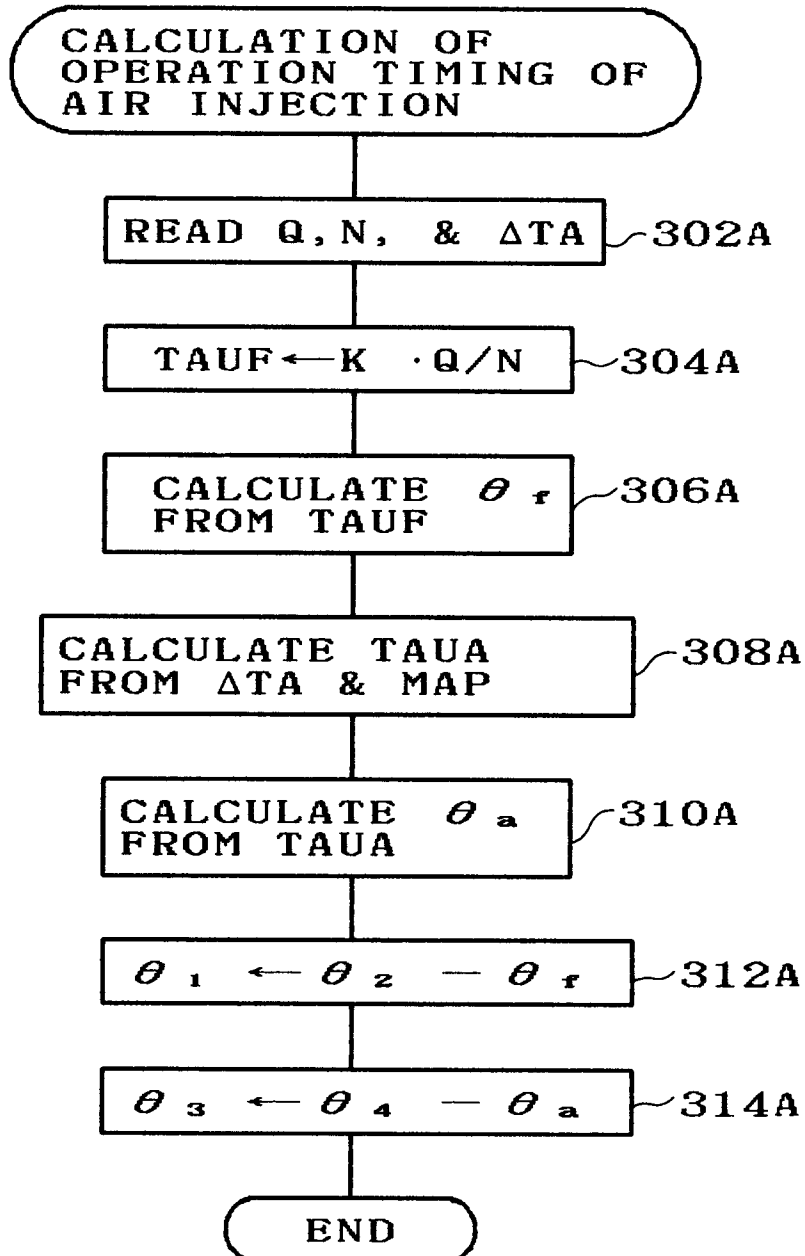 CALCULATION OF
OPERATION TIMING OF
AIR INJECTION
READ Q, N, & ΔTA
302A
TAUF←K ·Q/N
304A
CALCULATE θf
FROM TAUF
306A
CALCULATE TAUA
FROM ΔTA & MAP
308A
CALCULATE θa
FROM TAUA
310A
θ1 ← θ2 — θf
312A
θ3 ← θ4 — θa
314A
END